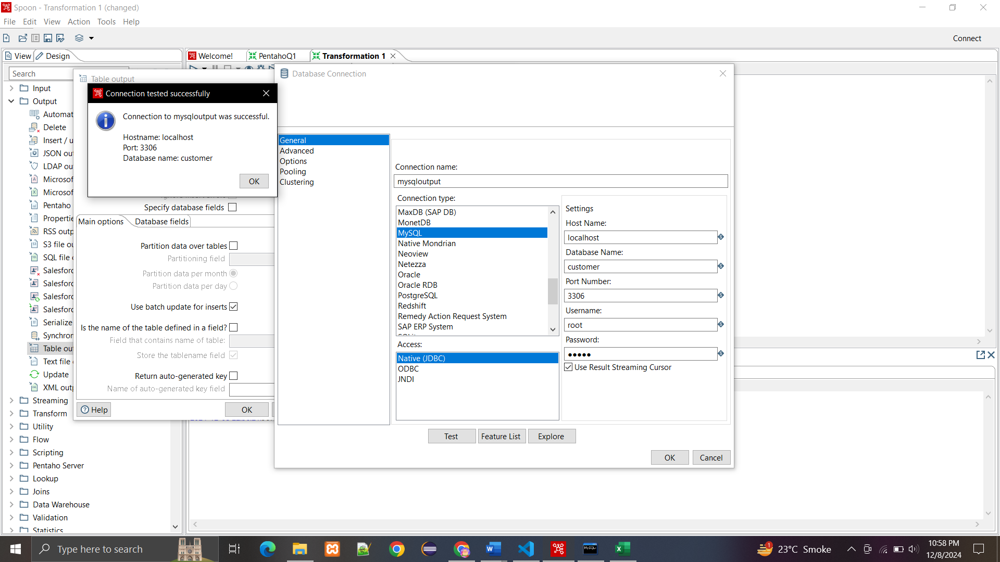 Spoon - Transformation 1 (changed)
File Edit View Action Tools Help
Connect
View Design
Welcome! PentahoQ1 Transformation 1
Search
Input
Output
Automat
Delete
Insert / u
JSON ou
LDAP ou
Microsof
Microsof
Pentaho
Propertie
RSS outp
S3 file ou
SQL file
Salesforc
Salesforc
Salesforc
Salesforc
Serialize
Synchron
Table ou
Text file
Update
XML outp
Streaming
Transform
Utility
Flow
Scripting
Pentaho Server
Lookup
Joins
Data Warehouse
Validation
Statistics
Table output
Connection tested successfully
Connection to mysqloutput was successful.
Hostname: localhost
Port: 3306
Database name: customer
OK
Specify database fields
Main options Database fields
Partition data over tables
Partitioning field
Partition data per month
Partition data per day
Use batch update for inserts
Is the name of the table defined in a field?
Field that contains name of table:
Store the tablename field
Return auto-generated key
Name of auto-generated key field
Help OK
Database Connection
General
Advanced
Options
Pooling
Clustering
Connection name:
mysqloutput
Connection type:
MaxDB (SAP DB)
MonetDB
MySQL
Native Mondrian
Neoview
Netezza
Oracle
Oracle RDB
PostgreSQL
Redshift
Remedy Action Request System
SAP ERP System
Access:
Native (JDBC)
ODBC
JNDI
Settings
Host Name:
localhost
Database Name:
customer
Port Number:
3306
Username:
root
Password:
●●●●●
Use Result Streaming Cursor
Test Feature List Explore
OK Cancel
Type here to search
1
23°C Smoke
10:58 PM
12/8/2024